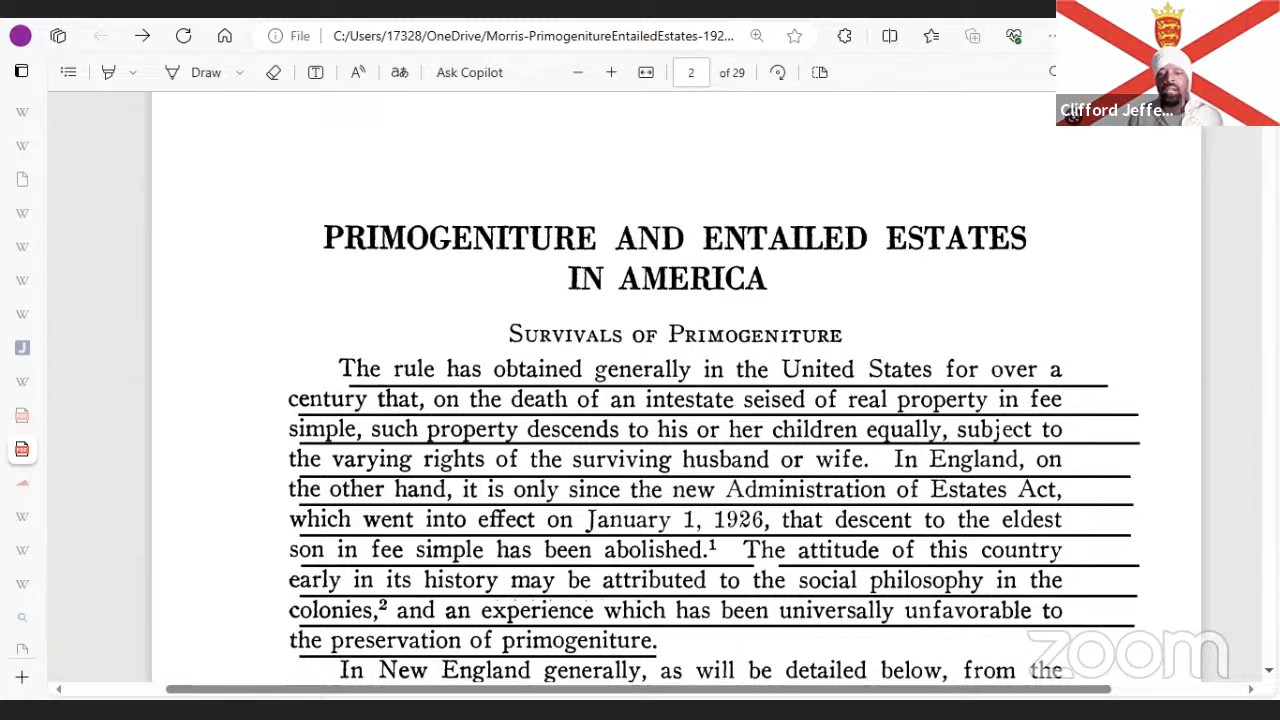 File
C:/Users/17328/OneDrive/Morris-PrimogenitureEntailedEstates-192...
Draw
Ask Copilot
2 of 29
Clifford Jeffe...
PRIMOGENITURE AND ENTAILED ESTATES
IN AMERICA
SURVIVALS OF PRIMOGENITURE
The rule has obtained generally in the United States for over a
century that, on the death of an intestate seised of real property in fee
simple, such property descends to his or her children equally, subject to
the varying rights of the surviving husband or wife. In England, on
the other hand, it is only since the new Administration of Estates Act,
which went into effect on January 1, 1926, that descent to the eldest
son in fee simple has been abolished.¹ The attitude of this country
early in its history may be attributed to the social philosophy in the
colonies,² and an experience which has been universally unfavorable to
the preservation of primogeniture.
In New England generally, as will be detailed below, from the
zoom